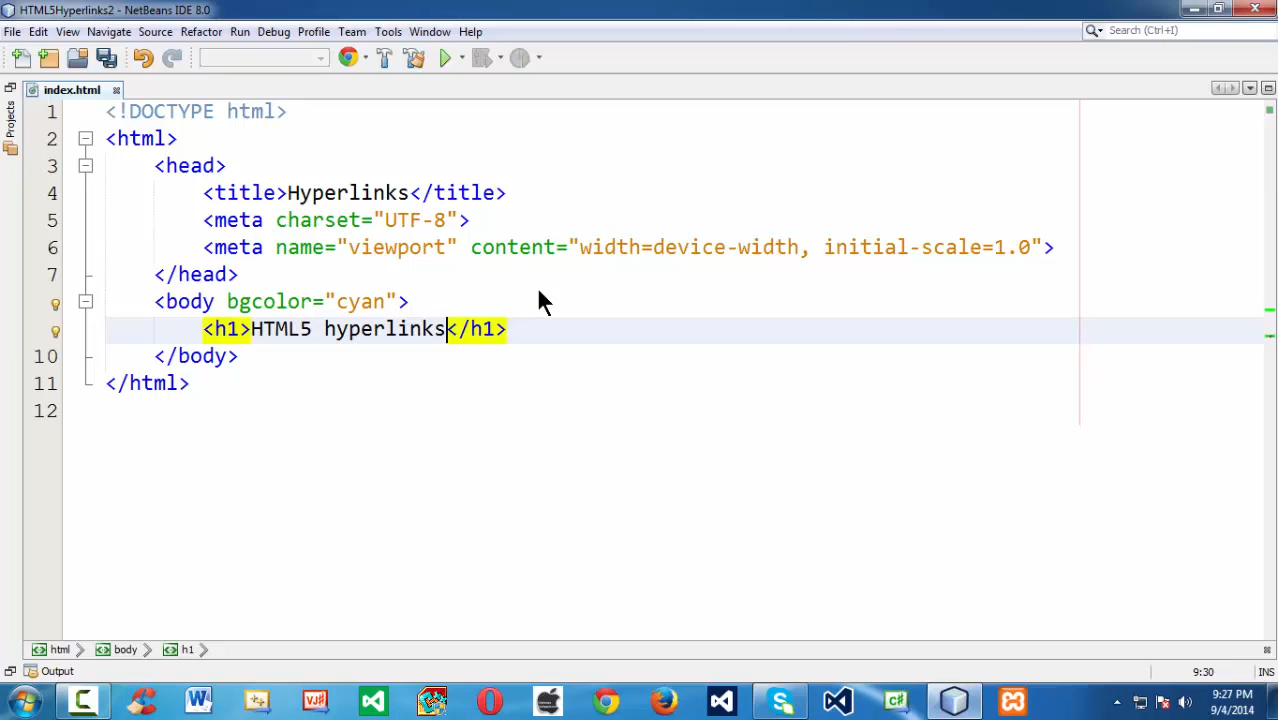 HTML5Hyperlinks2 - NetBeans IDE 8.0
File Edit View Navigate Source Refactor Run Debug Profile Team Tools Window Help
Search (Ctrl+I)
index.html
Projects
1 <!DOCTYPE html>
2 <html>
3 <head>
4 <title>Hyperlinks</title>
5 <meta charset="UTF-8">
6 <meta name="viewport" content="width=device-width, initial-scale=1.0">
7 </head>
<body bgcolor="cyan">
<h1>HTML5 hyperlinks</h1>
10 </body>
11 </html>
12
html body h1
Output
9:30 INS
9:27 PM
9/4/2014